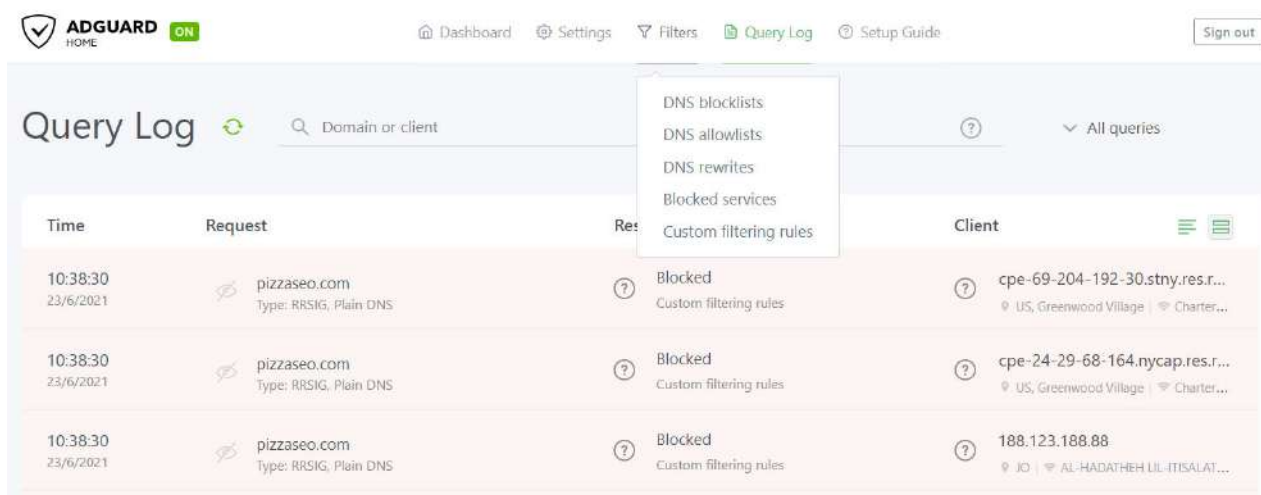 ADGUARD
HOME
ON
Dashboard
Settings
Filters
Query Log
Setup Guide
Sign out
DNS blocklists
DNS allowlists
DNS rewrites
Blocked services
Custom filtering rules
Query Log
Domain or client
All queries
Time Request Res Client
10:38:30 pizzaseo.com Blocked cpe-69-204-192-30.stny.res.r...
23/6/2021 Type: RRSIG, Plain DNS Custom filtering rules US, Greenwood Village | Charter...
10:38:30 pizzaseo.com Blocked cpe-24-29-68-164.nycap.res.r...
23/6/2021 Type: RRSIG, Plain DNS Custom filtering rules US, Greenwood Village | Charter...
10:38:30 pizzaseo.com Blocked 188.123.188.88
23/6/2021 Type: RRSIG, Plain DNS Custom filtering rules JO | AL-HADATHEH LIL-ITISALAT...